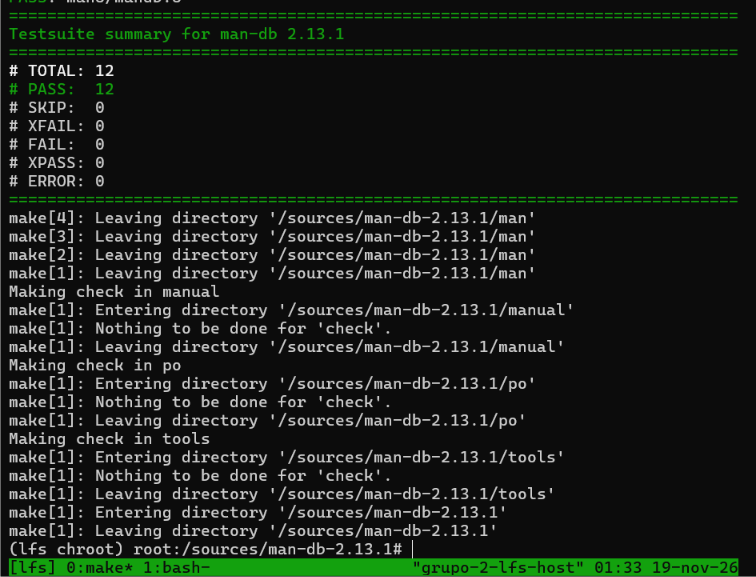 ================================================================================
Testsuite summary for man-db 2.13.1
================================================================================
# TOTAL: 12
# PASS:  12
# SKIP:  0
# XFAIL: 0
# FAIL:  0
# XPASS: 0
# ERROR: 0
================================================================================
make[4]: Leaving directory '/sources/man-db-2.13.1/man'
make[3]: Leaving directory '/sources/man-db-2.13.1/man'
make[2]: Leaving directory '/sources/man-db-2.13.1/man'
make[1]: Leaving directory '/sources/man-db-2.13.1/man'
Making check in manual
make[1]: Entering directory '/sources/man-db-2.13.1/manual'
make[1]: Nothing to be done for 'check'.
make[1]: Leaving directory '/sources/man-db-2.13.1/manual'
Making check in po
make[1]: Entering directory '/sources/man-db-2.13.1/po'
make[1]: Nothing to be done for 'check'.
make[1]: Leaving directory '/sources/man-db-2.13.1/po'
Making check in tools
make[1]: Entering directory '/sources/man-db-2.13.1/tools'
make[1]: Nothing to be done for 'check'.
make[1]: Leaving directory '/sources/man-db-2.13.1/tools'
make[1]: Entering directory '/sources/man-db-2.13.1'
make[1]: Leaving directory '/sources/man-db-2.13.1'
(lfs chroot) root:/sources/man-db-2.13.1#
[lfs] 0:make* 1:bash- "grupo-2-lfs-host" 01:33 19-nov-26